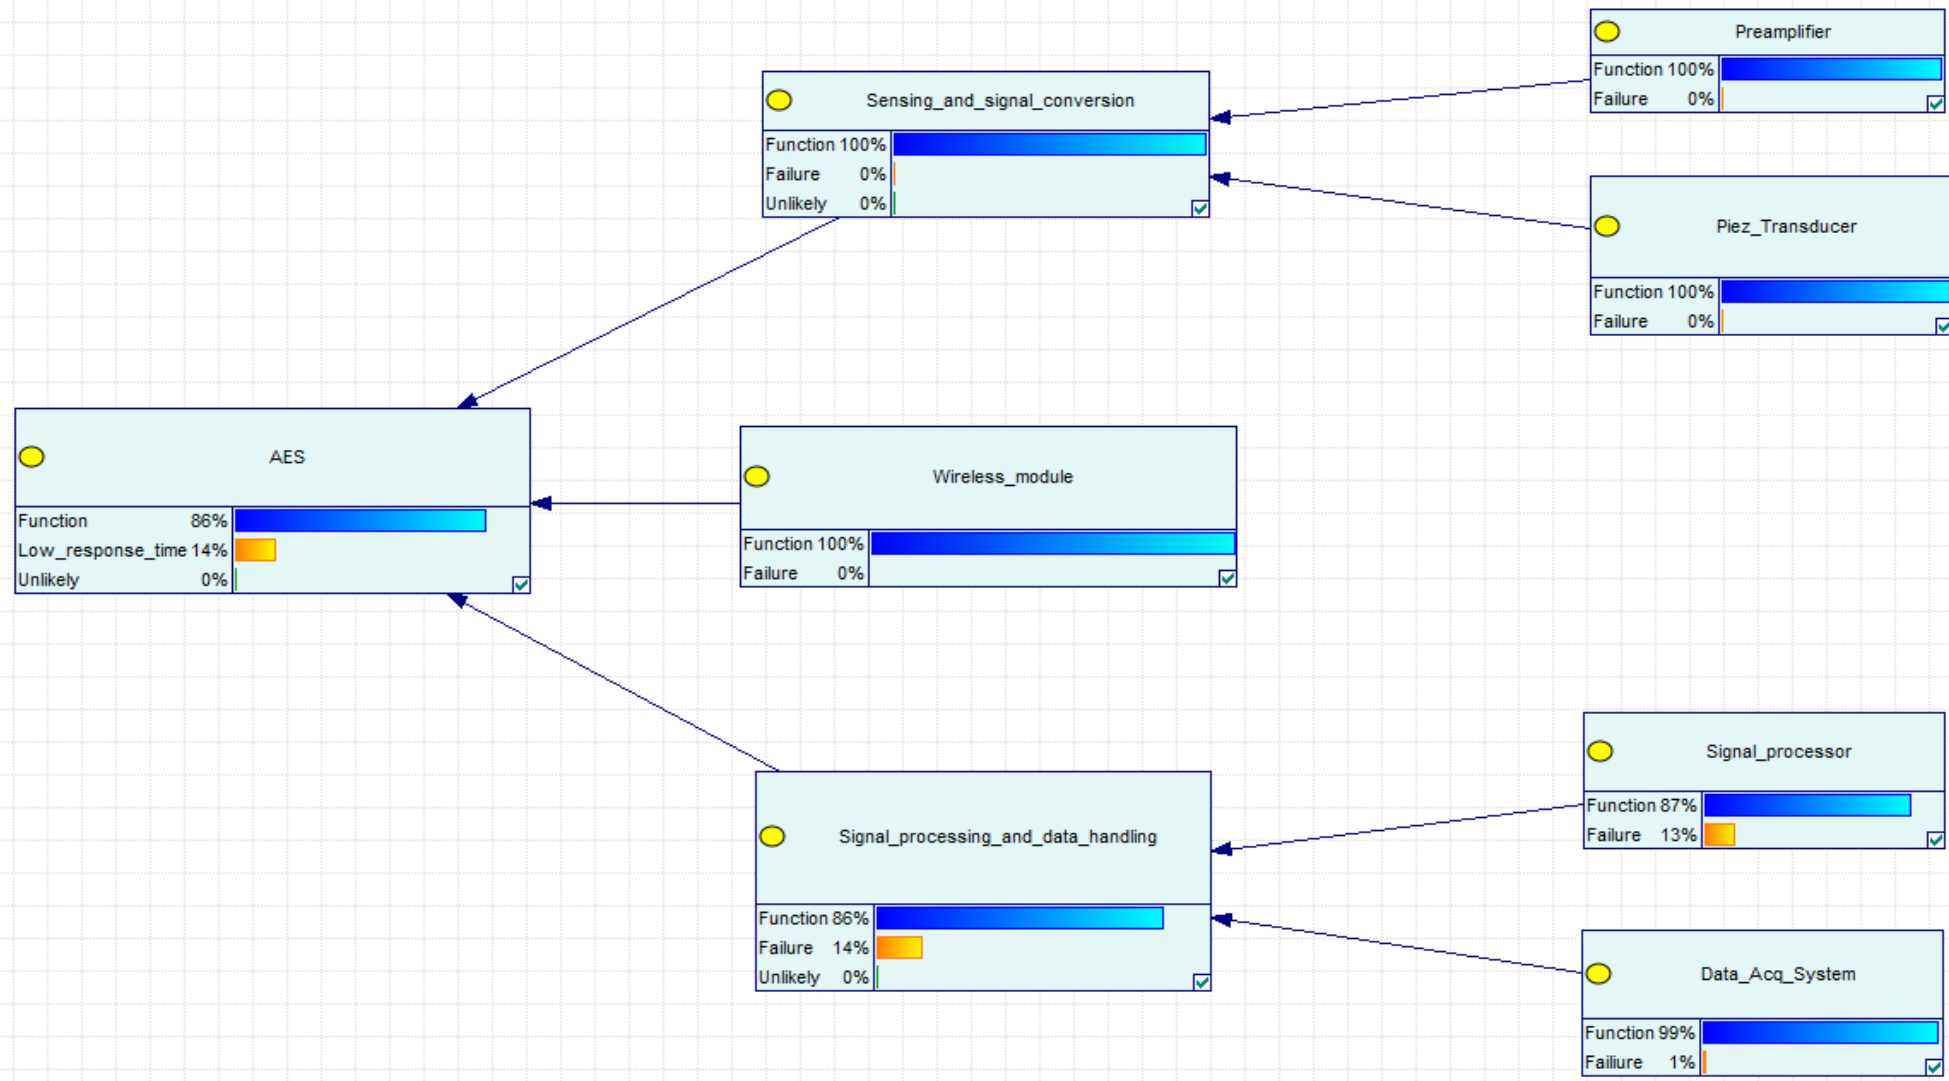 Preamplifier
Function 100%
Failure 0%
Sensing_and_signal_conversion
Function 100%
Failure 0%
Unlikely 0%
Piez_Transducer
Function 100%
Failure 0%
AES
Function 86%
Low_response_time 14%
Unlikely 0%
Wireless_module
Function 100%
Failure 0%
Signal_processor
Function 87%
Failure 13%
Signal_processing_and_data_handling
Function 86%
Failure 14%
Unlikely 0%
Data_Acq_System
Function 99%
Failiure 1%